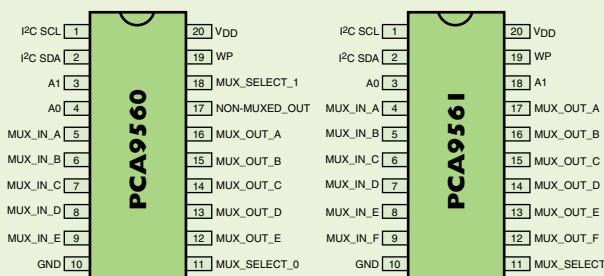 I²C SCL 1 20 VDD
I²C SDA 2 19 WP
A1 3 18 MUX_SELECT_1
A0 4 17 NON-MUXED_OUT
MUX_IN_A 5 16 MUX_OUT_A
MUX_IN_B 6 15 MUX_OUT_B
MUX_IN_C 7 14 MUX_OUT_C
MUX_IN_D 8 13 MUX_OUT_D
MUX_IN_E 9 12 MUX_OUT_E
GND 10 11 MUX_SELECT_0
PCA9560
I²C SCL 1 20 VDD
I²C SDA 2 19 WP
A0 3 18 A1
MUX_IN_A 4 17 MUX_OUT_A
MUX_IN_B 5 16 MUX_OUT_B
MUX_IN_C 6 15 MUX_OUT_C
MUX_IN_D 7 14 MUX_OUT_D
MUX_IN_E 8 13 MUX_OUT_E
MUX_IN_F 9 12 MUX_OUT_F
GND 10 11 MUX_SELECT
PCA9561